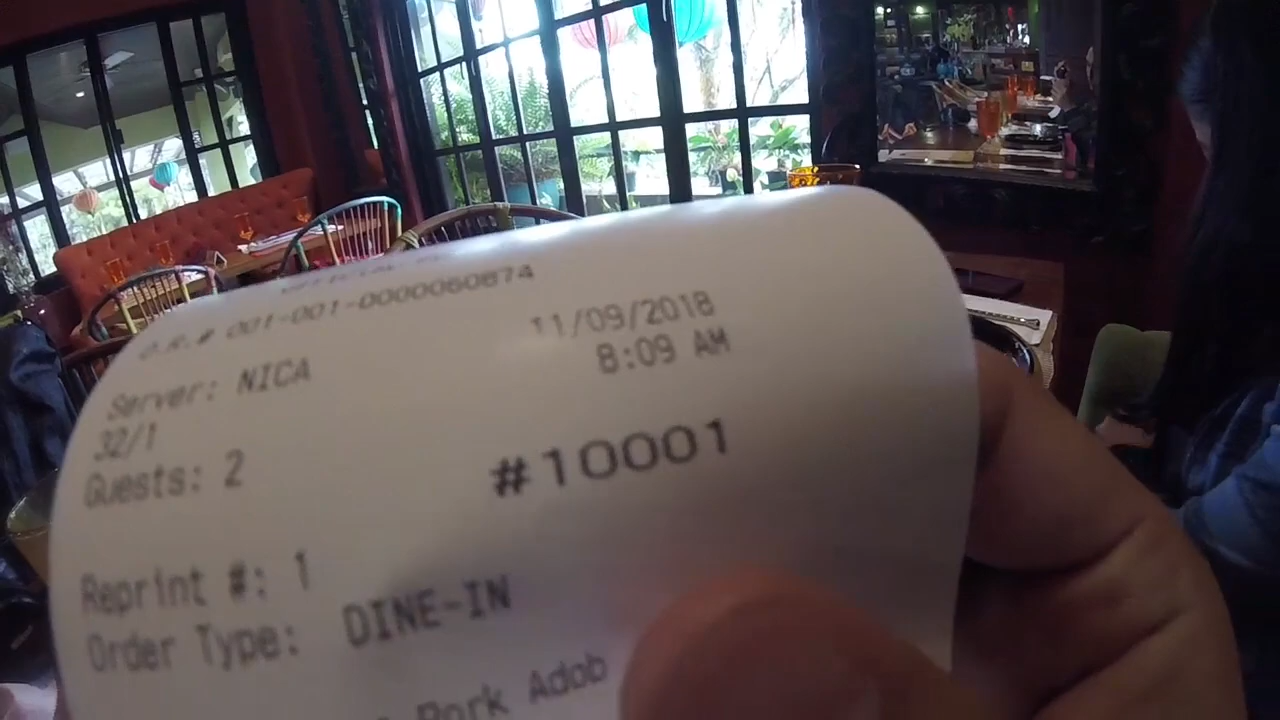 O.R.# 001-001-0000060874
11/09/2018
Server: NICA
8:09 AM
32/1
Guests: 2
#10001
Reprint #: 1
Order Type: DINE-IN
Pork Adob